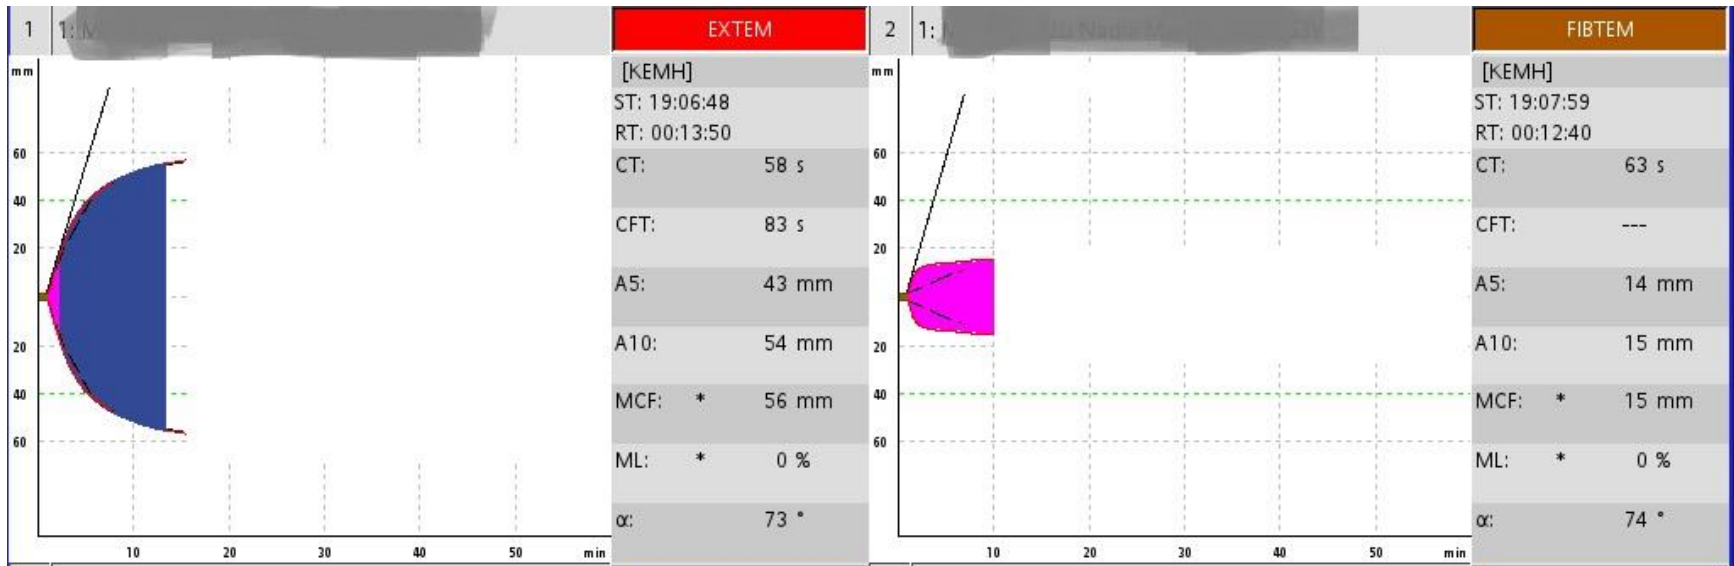 1
1:
EXTEM
mm
60
40
20
20
40
60
10
20
30
40
50
min
[KEMH]
ST: 19:06:48
RT: 00:13:50
CT: 58 s
CFT: 83 s
A5: 43 mm
A10: 54 mm
MCF: * 56 mm
ML: * 0 %
α: 73 °
2
1:
FIBTEM
mm
60
40
20
20
40
60
10
20
30
40
50
min
[KEMH]
ST: 19:07:59
RT: 00:12:40
CT: 63 s
CFT: ---
A5: 14 mm
A10: 15 mm
MCF: * 15 mm
ML: * 0 %
α: 74 °